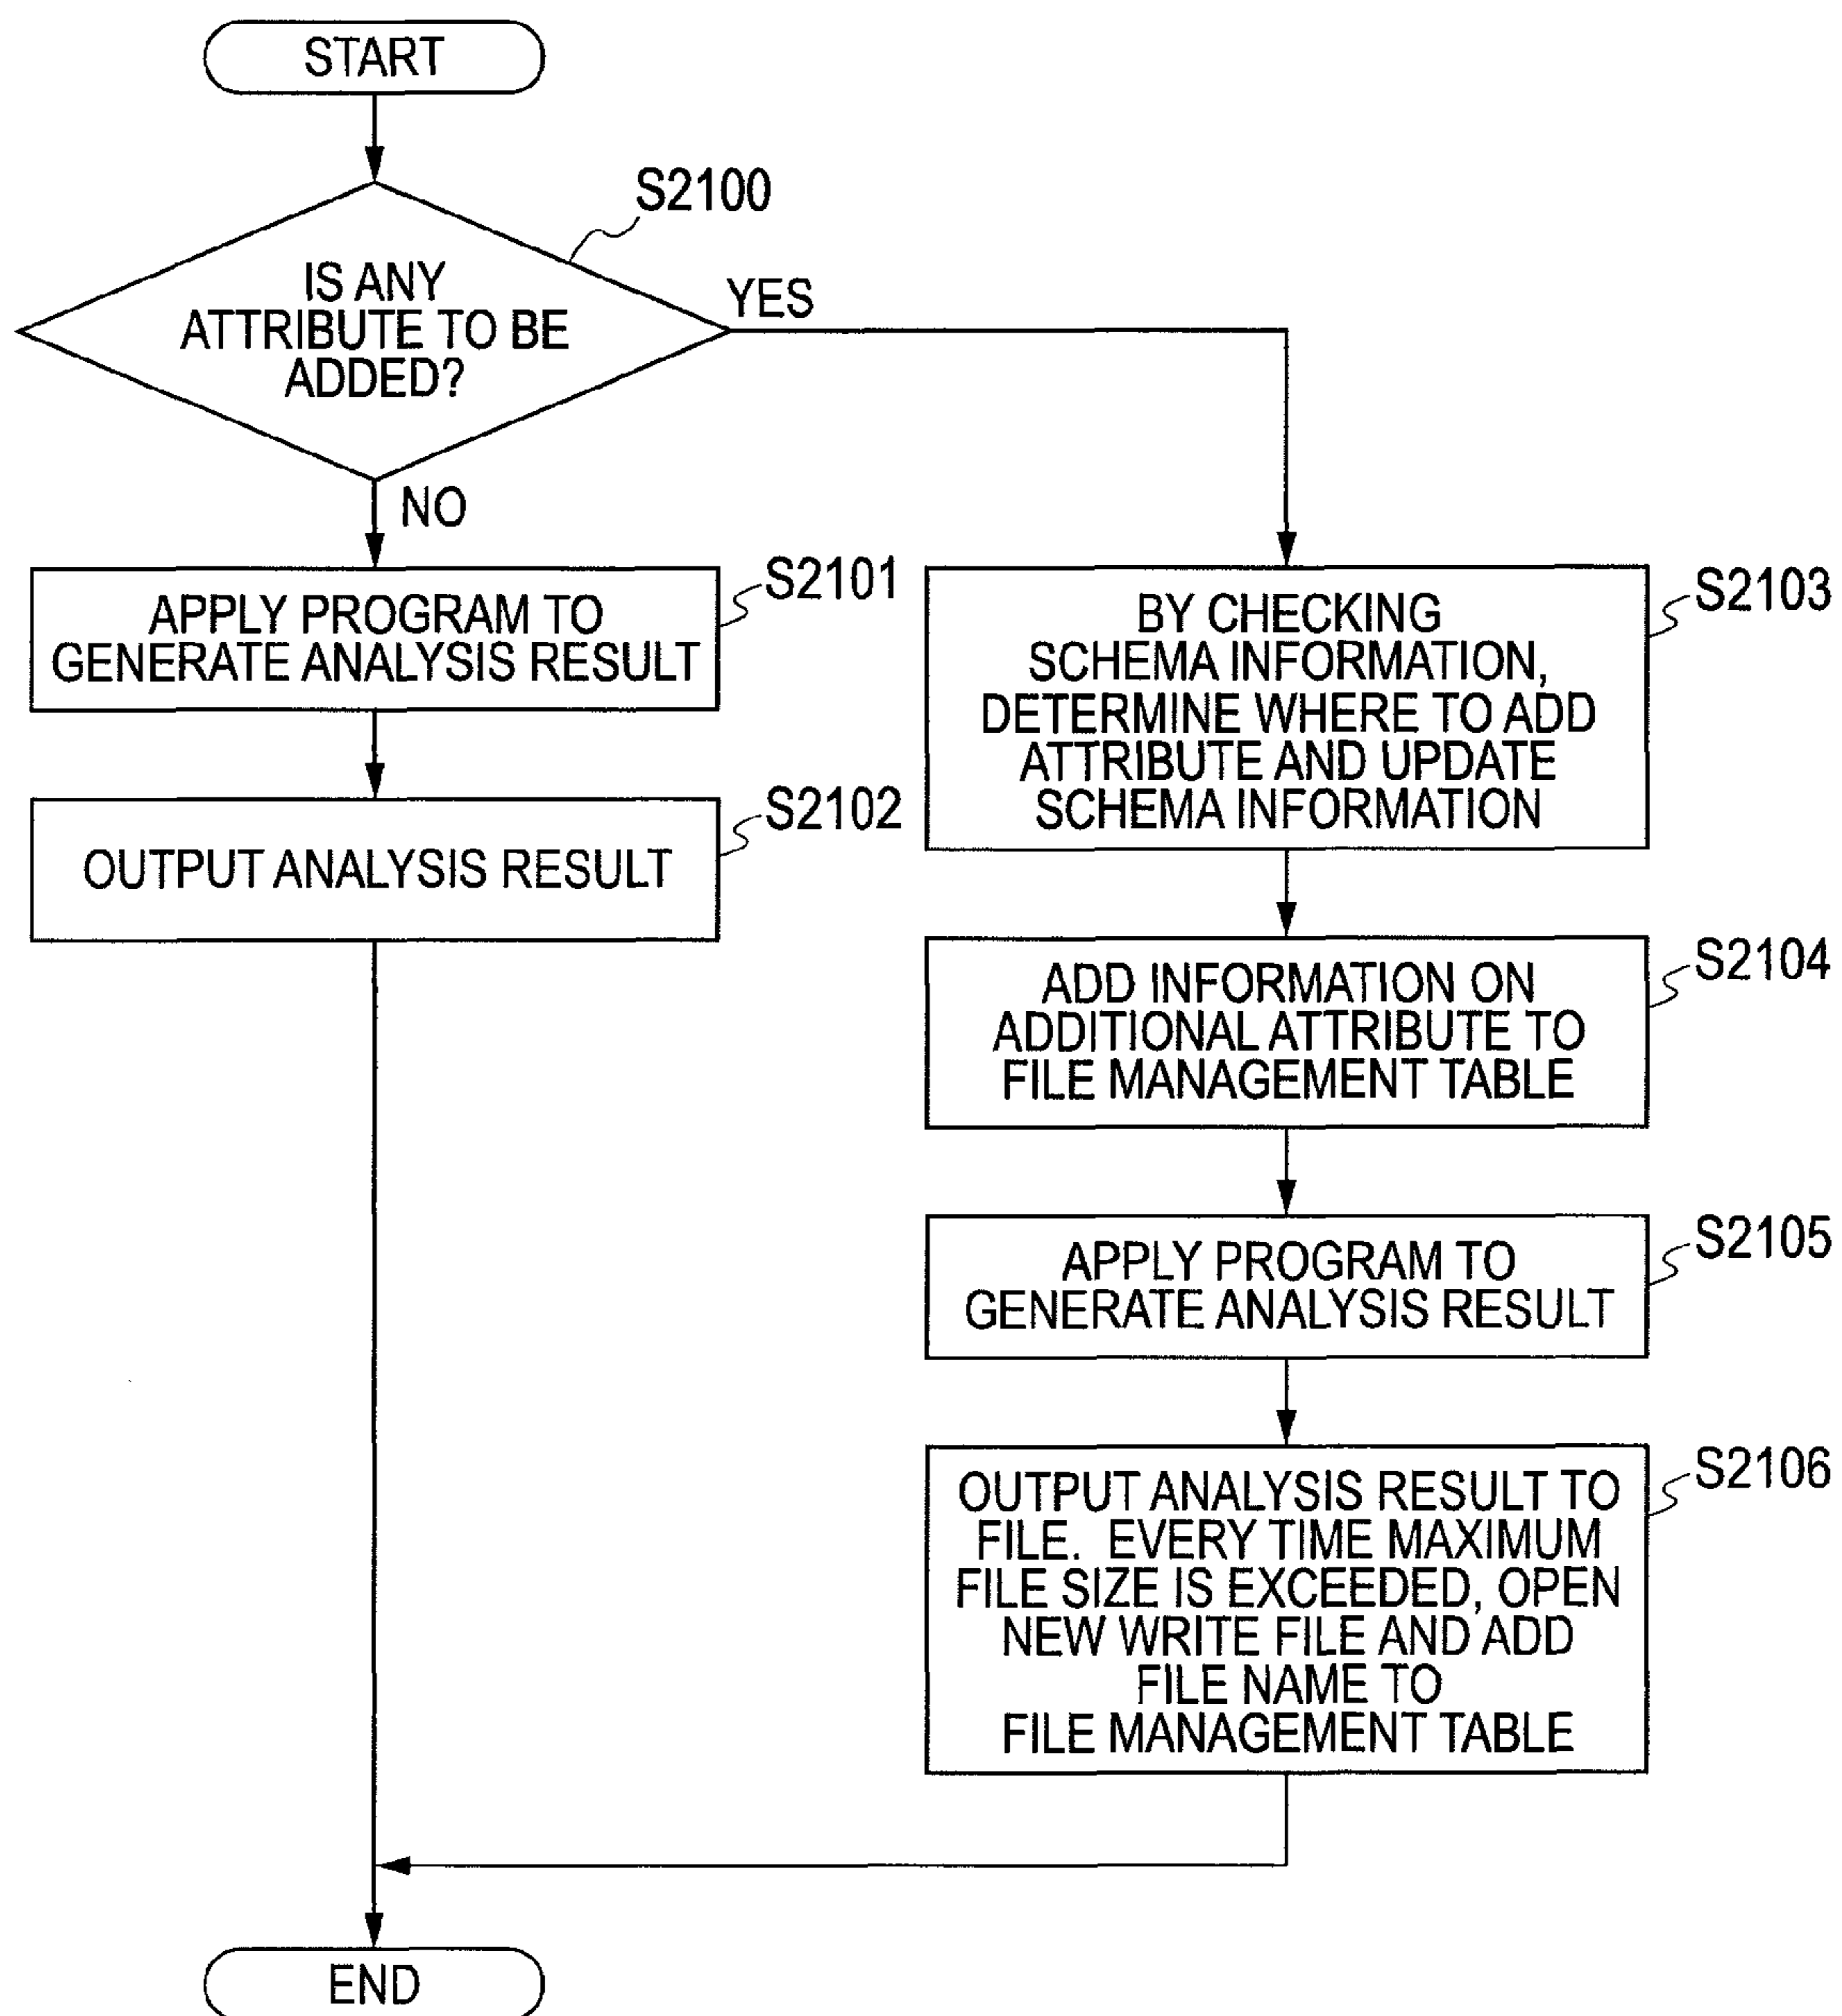 START
S2100
IS ANY
ATTRIBUTE TO BE
ADDED?
YES
NO
S2101
APPLY PROGRAM TO
GENERATE ANALYSIS RESULT
S2102
OUTPUT ANALYSIS RESULT
S2103
BY CHECKING
SCHEMA INFORMATION,
DETERMINE WHERE TO ADD
ATTRIBUTE AND UPDATE
SCHEMA INFORMATION
S2104
ADD INFORMATION ON
ADDITIONAL ATTRIBUTE TO
FILE MANAGEMENT TABLE
S2105
APPLY PROGRAM TO
GENERATE ANALYSIS RESULT
S2106
OUTPUT ANALYSIS RESULT TO
FILE. EVERY TIME MAXIMUM
FILE SIZE IS EXCEEDED, OPEN
NEW WRITE FILE AND ADD
FILE NAME TO
FILE MANAGEMENT TABLE
END